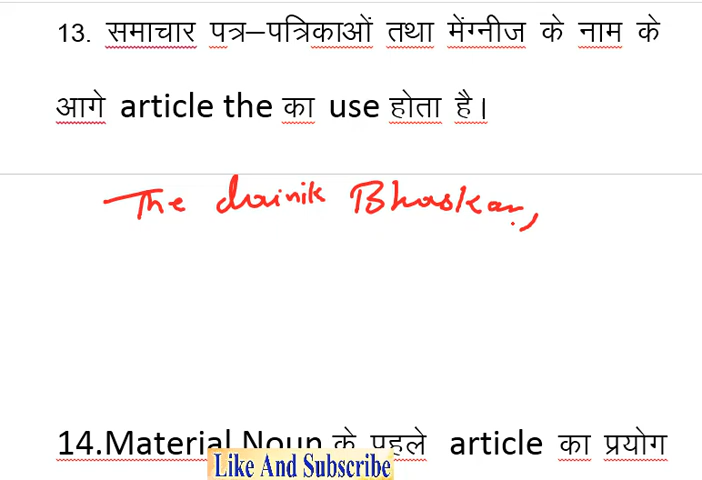 13. समाचार पत्र–पत्रिकाओं तथा मेंग्नीज के नाम के
आगे article the का use होता है।
The dainik Bhaskar,
14.Material Noun के पहले article का प्रयोग
Like And Subscribe